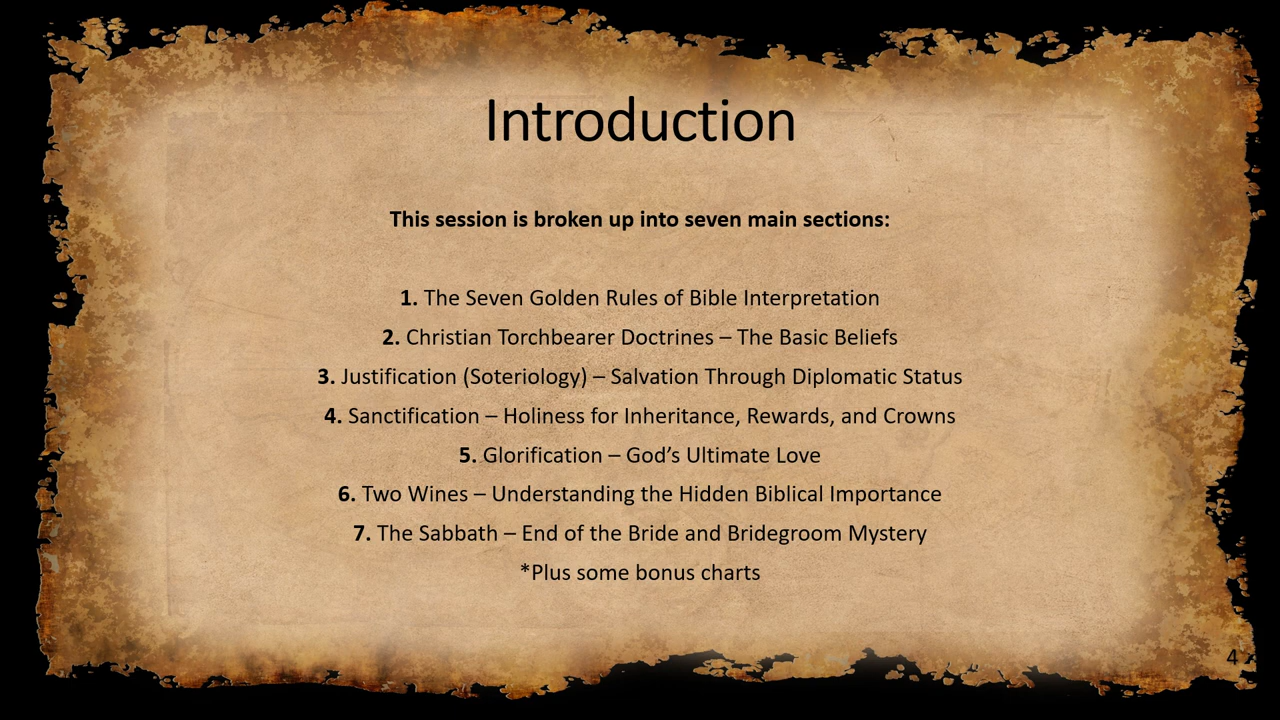 Introduction
This session is broken up into seven main sections:
1. The Seven Golden Rules of Bible Interpretation
2. Christian Torchbearer Doctrines – The Basic Beliefs
3. Justification (Soteriology) – Salvation Through Diplomatic Status
4. Sanctification – Holiness for Inheritance, Rewards, and Crowns
5. Glorification – God’s Ultimate Love
6. Two Wines – Understanding the Hidden Biblical Importance
7. The Sabbath – End of the Bride and Bridegroom Mystery
*Plus some bonus charts
4